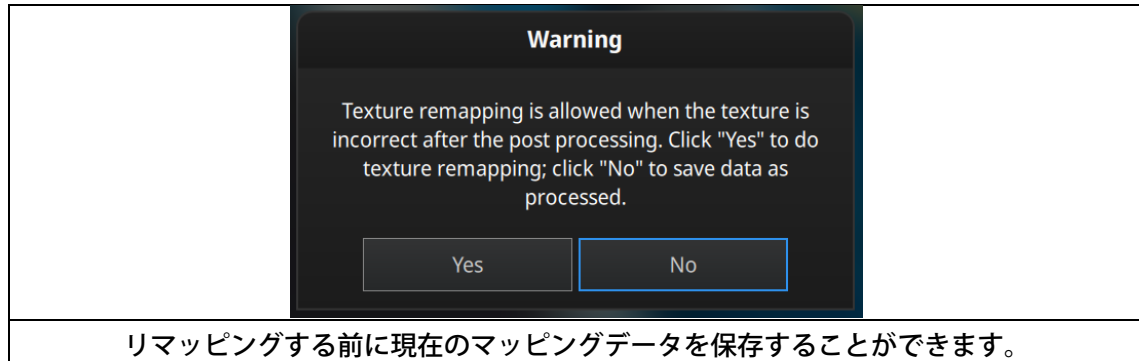 Warning
Texture remapping is allowed when the texture is
incorrect after the post processing. Click "Yes" to do
texture remapping; click "No" to save data as
processed.
Yes
No
リマッピングする前に現在のマッピングデータを保存することができます。